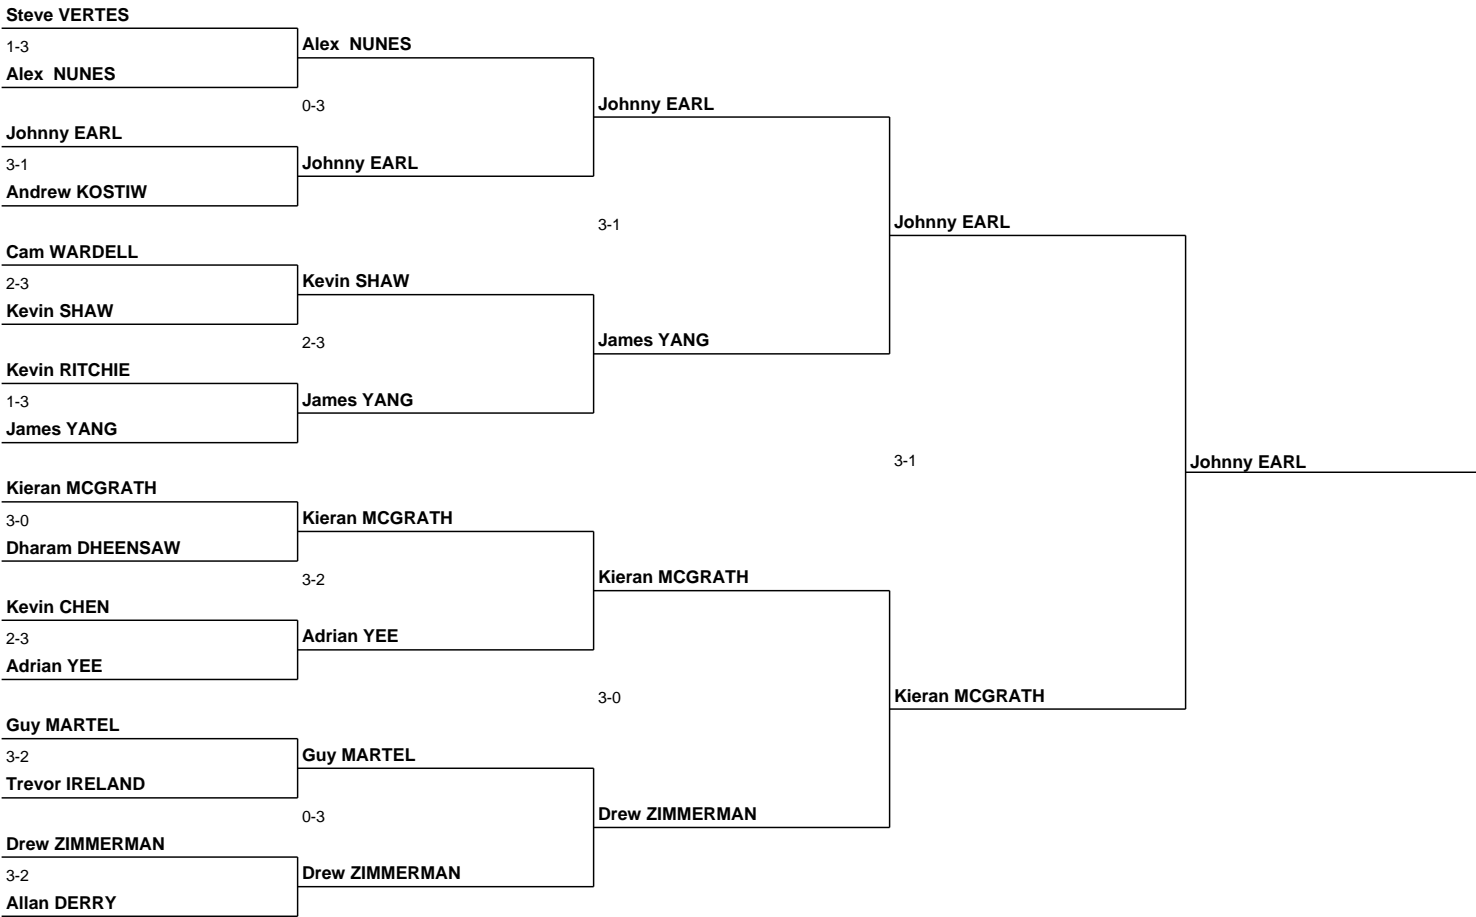 Steve VERTES
1-3
Alex  NUNES
Johnny EARL
3-1
Andrew KOSTIW
Cam WARDELL
2-3
Kevin SHAW
Kevin RITCHIE
1-3
James YANG
Kieran MCGRATH
3-0
Dharam DHEENSAW
Kevin CHEN
2-3
Adrian YEE
Guy MARTEL
3-2
Trevor IRELAND
Drew ZIMMERMAN
3-2
Allan DERRY
Alex  NUNES
0-3
Johnny EARL
Kevin SHAW
2-3
James YANG
Kieran MCGRATH
3-2
Adrian YEE
Guy MARTEL
0-3
Drew ZIMMERMAN
Johnny EARL
3-1
James YANG
Kieran MCGRATH
3-0
Drew ZIMMERMAN
Johnny EARL
3-1
Kieran MCGRATH
Johnny EARL